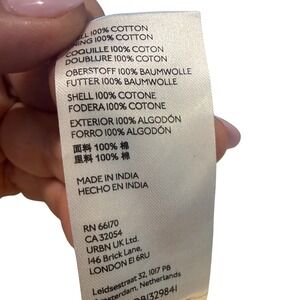 SHELL 100% COTTON
LINING 100% COTTON
COQUILLE 100% COTON
DOUBLURE 100% COTON
OBERSTOFF 100% BAUMWOLLE
FUTTER 100% BAUMWOLLE
SHELL 100% COTONE
FODERA 100% COTONE
EXTERIOR 100% ALGODÓN
FORRO 100% ALGODÓN
面料 100% 棉
里料 100% 棉
MADE IN INDIA
HECHO EN INDIA
RN 66170
CA 32054
URBN UK Ltd.
146 Brick Lane,
LONDON E1 6RU
Leidsestraat 32, 1017 PB
Amsterdam, Netherlands